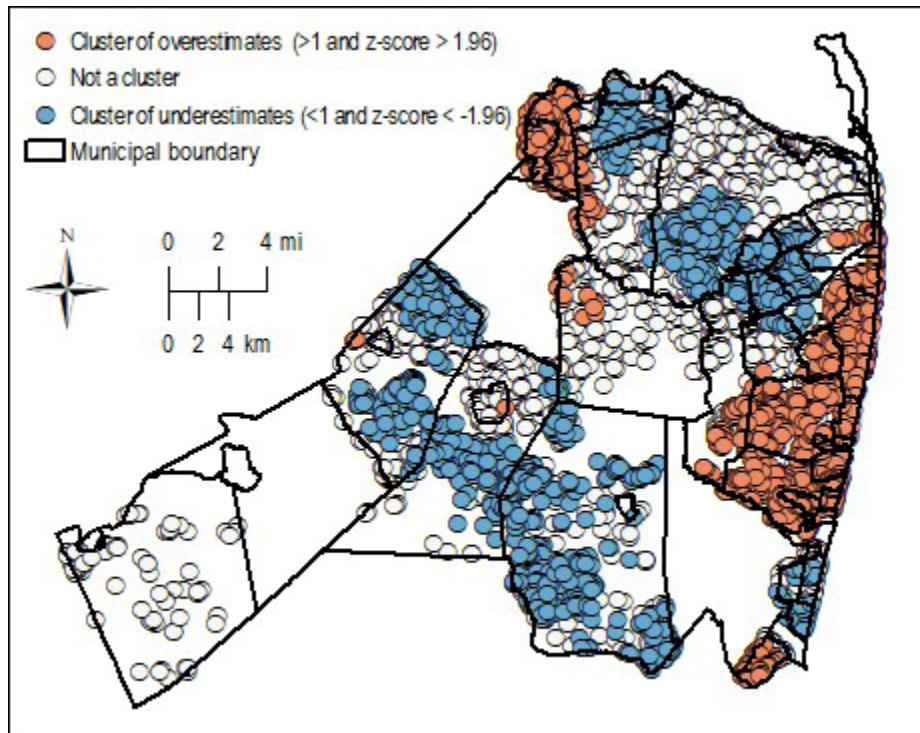 Cluster of overestimates (>1 and z-score > 1.96)
Not a cluster
Cluster of underestimates (<1 and z-score < -1.96)
Municipal boundary
N
0 2 4 mi
0 2 4 km